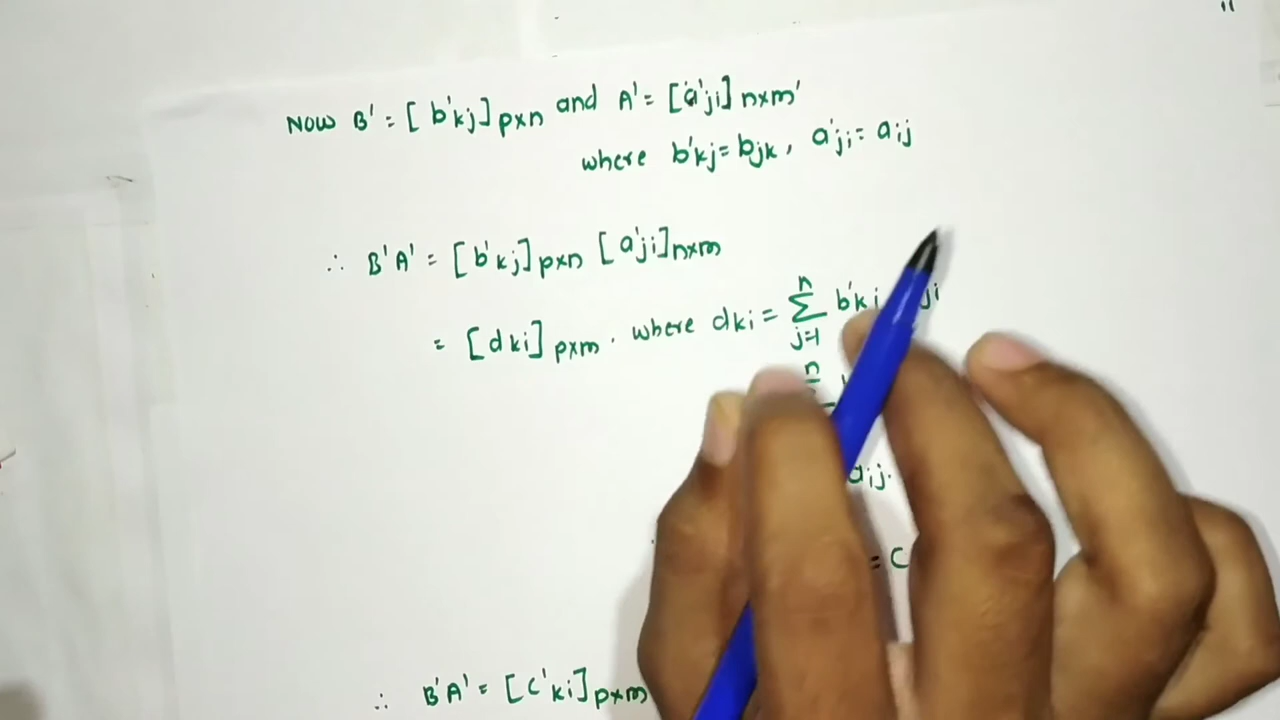 Now B' = [ b'kj ] pxn and A' = [a'ji] nxm'
where b'kj = bjk, a'ji = aij
∴ B'A' = [b'kj] pxn [a'ji] nxm
= [dki] pxm . where dki = n Σ j=1 b'k ji
n
aij.
= C
∴ B'A' = [c'ki] pxm